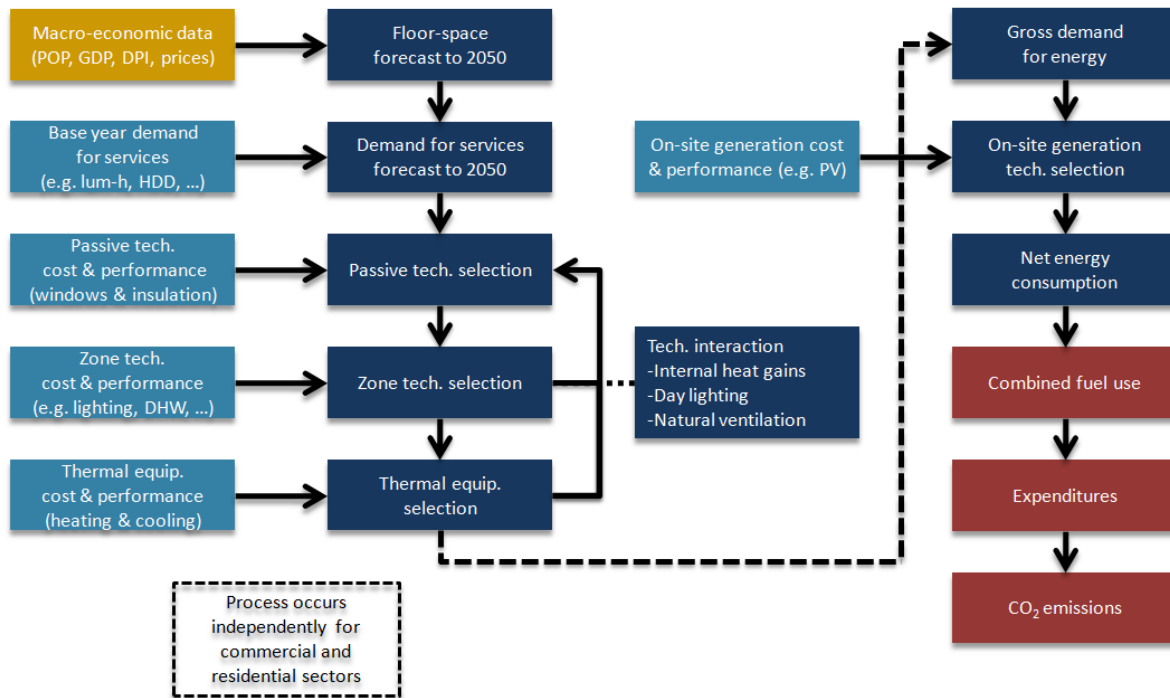 Macro-economic data
(POP, GDP, DPI, prices)
Floor-space
forecast to 2050
Gross demand
for energy
Base year demand
for services
(e.g. lum-h, HDD, ...)
Demand for services
forecast to 2050
On-site generation cost
& performance (e.g. PV)
On-site generation
tech. selection
Passive tech.
cost & performance
(windows & insulation)
Passive tech. selection
Net energy
consumption
Zone tech.
cost & performance
(e.g. lighting, DHW, ...)
Zone tech. selection
Tech. interaction
-Internal heat gains
-Day lighting
-Natural ventilation
Combined fuel use
Thermal equip.
cost & performance
(heating & cooling)
Thermal equip.
selection
Expenditures
Process occurs
independently for
commercial and
residential sectors
CO₂ emissions